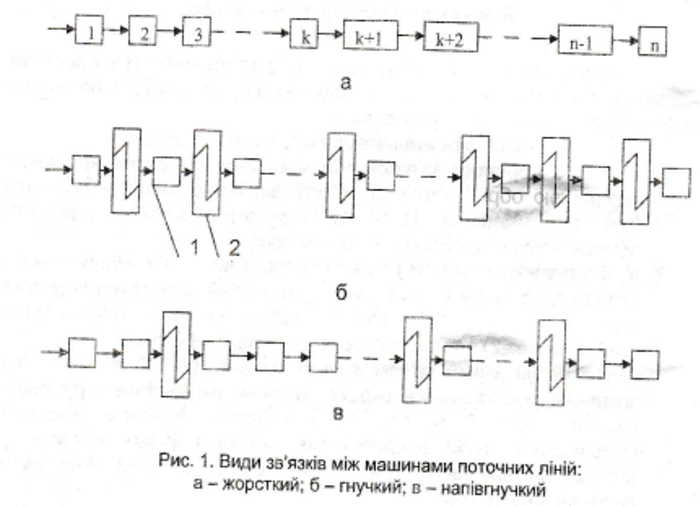 1 2 3 k k+1 k+2 n-1 n
а
1 2
б
в
Рис. 1. Види зв'язків між машинами поточних ліній:
а – жорсткий; б – гнучкий; в – напівгнучкий